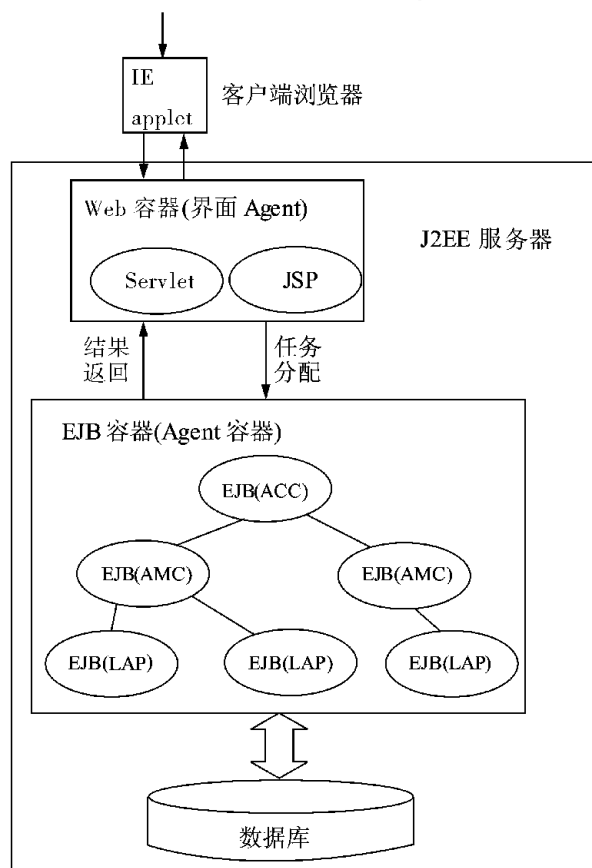 IE
applet
客户端浏览器
Web 容器(界面 Agent)
J2EE 服务器
Servlet
JSP
结果
返回
任务
分配
EJB 容器(Agent 容器)
EJB(ACC)
EJB(AMC)
EJB(AMC)
EJB(LAP)
EJB(LAP)
EJB(LAP)
数据库